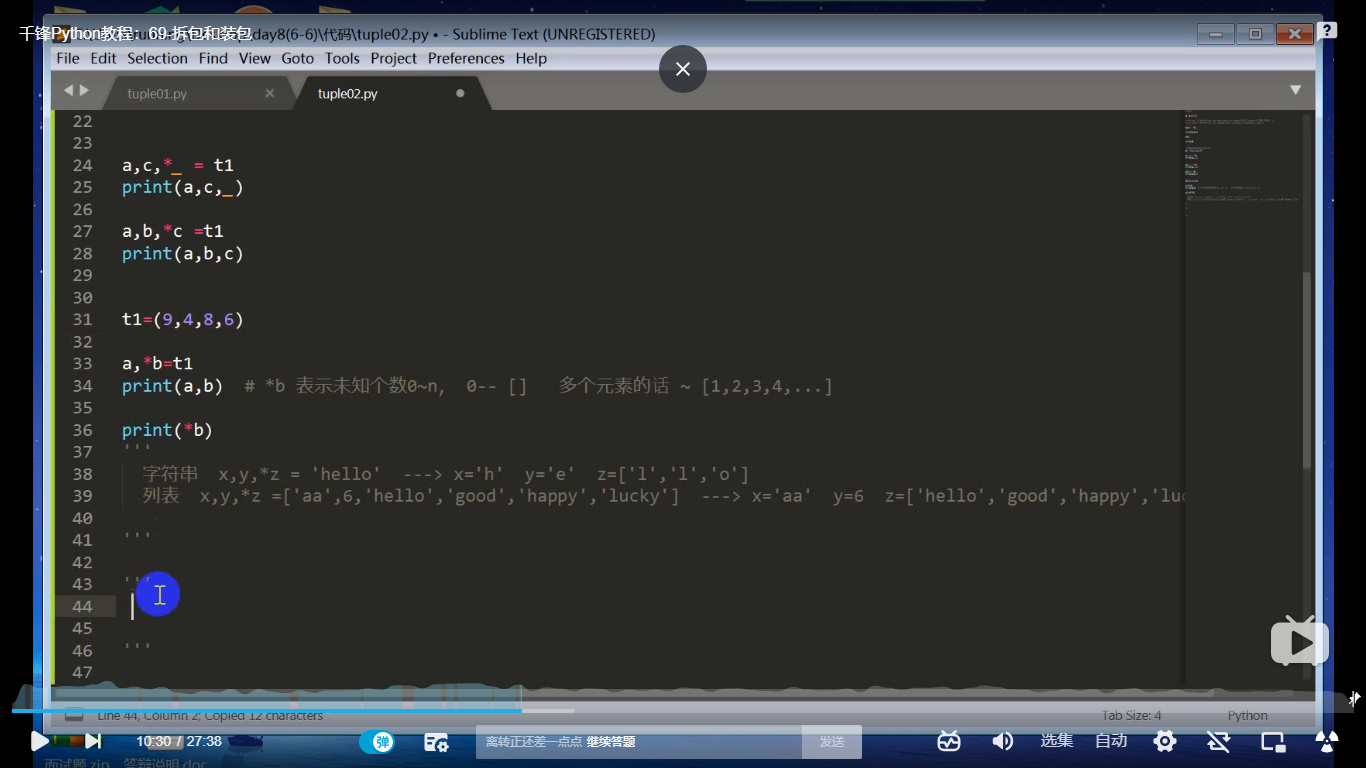 千锋Python教程：69.拆包和装包
day8(6-6)\代码\tuple02.py • - Sublime Text (UNREGISTERED)
File Edit Selection Find View Goto Tools Project Preferences Help
tuple01.py
tuple02.py
22
23
24 a,c,*_ = t1
25 print(a,c,_)
26
27 a,b,*c =t1
28 print(a,b,c)
29
30
31 t1=(9,4,8,6)
32
33 a,*b=t1
34 print(a,b) # *b 表示未知个数0~n, 0-- [] 多个元素的话 ~ [1,2,3,4,...]
35
36 print(*b)
37 '''
38 字符串 x,y,*z = 'hello' ---> x='h' y='e' z=['l','l','o']
39 列表 x,y,*z =['aa',6,'hello','good','happy','lucky'] ---> x='aa' y=6 z=['hello','good','happy','luc
40
41 '''
42
43 '''
44
45
46 '''
47
Line 44, Column 2; Copied 12 characters
Tab Size: 4
Python
10:30 / 27:38
弹
离转正还差一点点 继续答题
发送
选集
自动
面试题.zip 答辩说明.doc